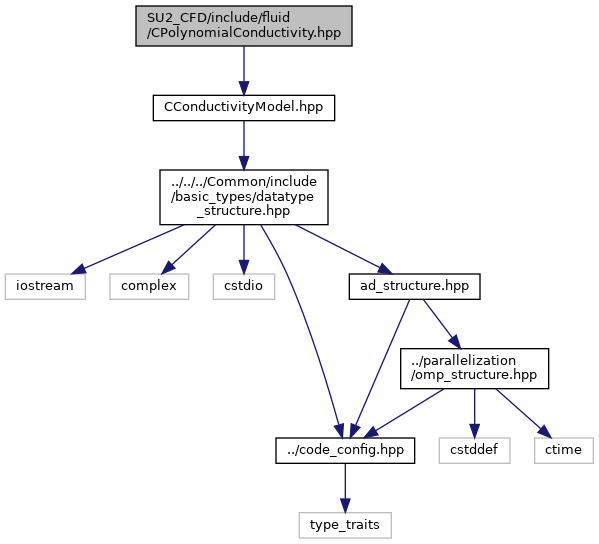 SU2_CFD/include/fluid
/CPolynomialConductivity.hpp
CConductivityModel.hpp
../../../Common/include
/basic_types/datatype
_structure.hpp
iostream
complex
cstdio
ad_structure.hpp
../parallelization
/omp_structure.hpp
../code_config.hpp
cstddef
ctime
type_traits